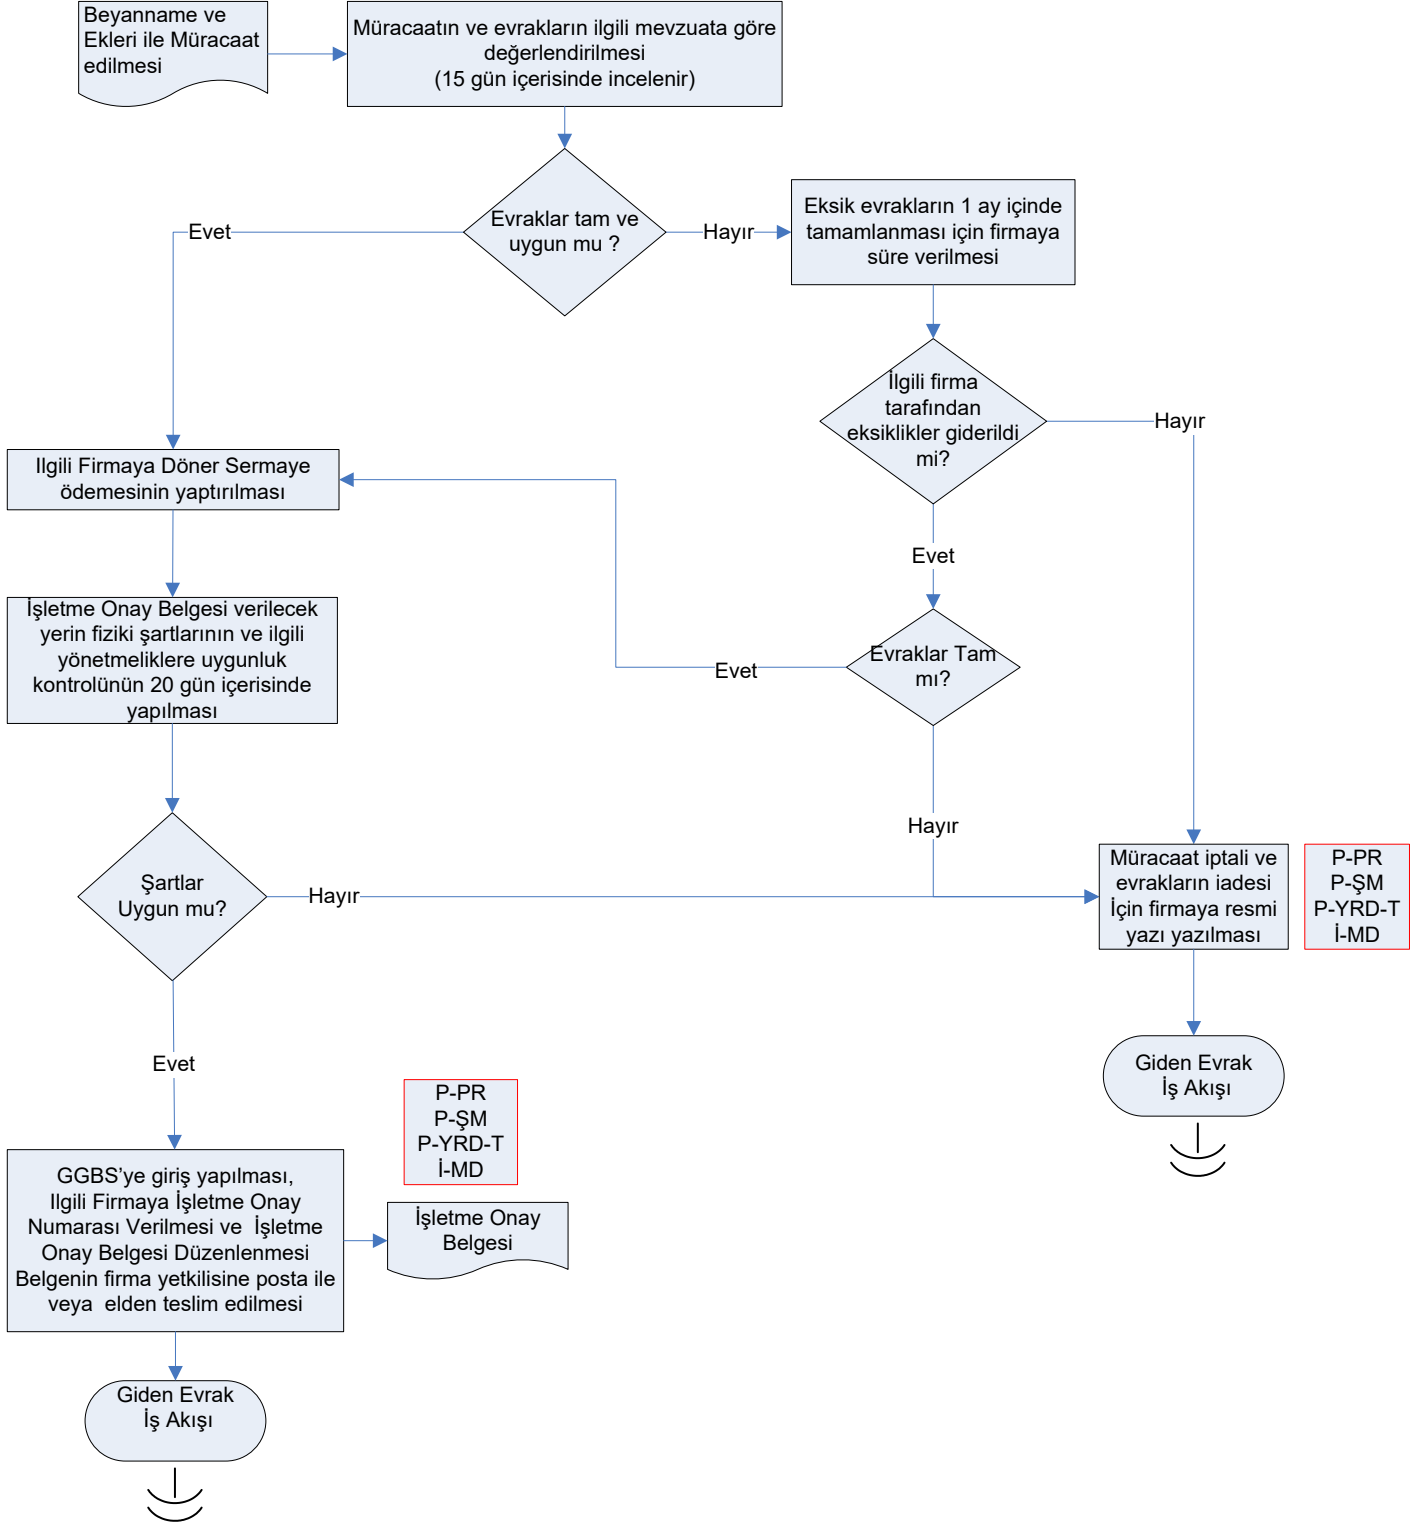 Beyanname ve
Ekleri ile Müracaat
edilmesi
Müracaatın ve evrakların ilgili mevzuata göre
değerlendirilmesi
(15 gün içerisinde incelenir)
Evraklar tam ve
uygun mu ?
Evet
Hayır
Eksik evrakların 1 ay içinde
tamamlanması için firmaya
süre verilmesi
İlgili firma
tarafından
eksiklikler giderildi
mi?
Hayır
Evet
Ilgili Firmaya Döner Sermaye
ödemesinin yaptırılması
İşletme Onay Belgesi verilecek
yerin fiziki şartlarının ve ilgili
yönetmeliklere uygunluk
kontrolünün 20 gün içerisinde
yapılması
Evraklar Tam
mı?
Evet
Hayır
Şartlar
Uygun mu?
Hayır
Müracaat iptali ve
evrakların iadesi
İçin firmaya resmi
yazı yazılması
P-PR
P-ŞM
P-YRD-T
İ-MD
Giden Evrak
İş Akışı
Evet
P-PR
P-ŞM
P-YRD-T
İ-MD
GGBS’ye giriş yapılması,
Ilgili Firmaya İşletme Onay
Numarası Verilmesi ve İşletme
Onay Belgesi Düzenlenmesi
Belgenin firma yetkilisine posta ile
veya elden teslim edilmesi
İşletme Onay
Belgesi
Giden Evrak
İş Akışı